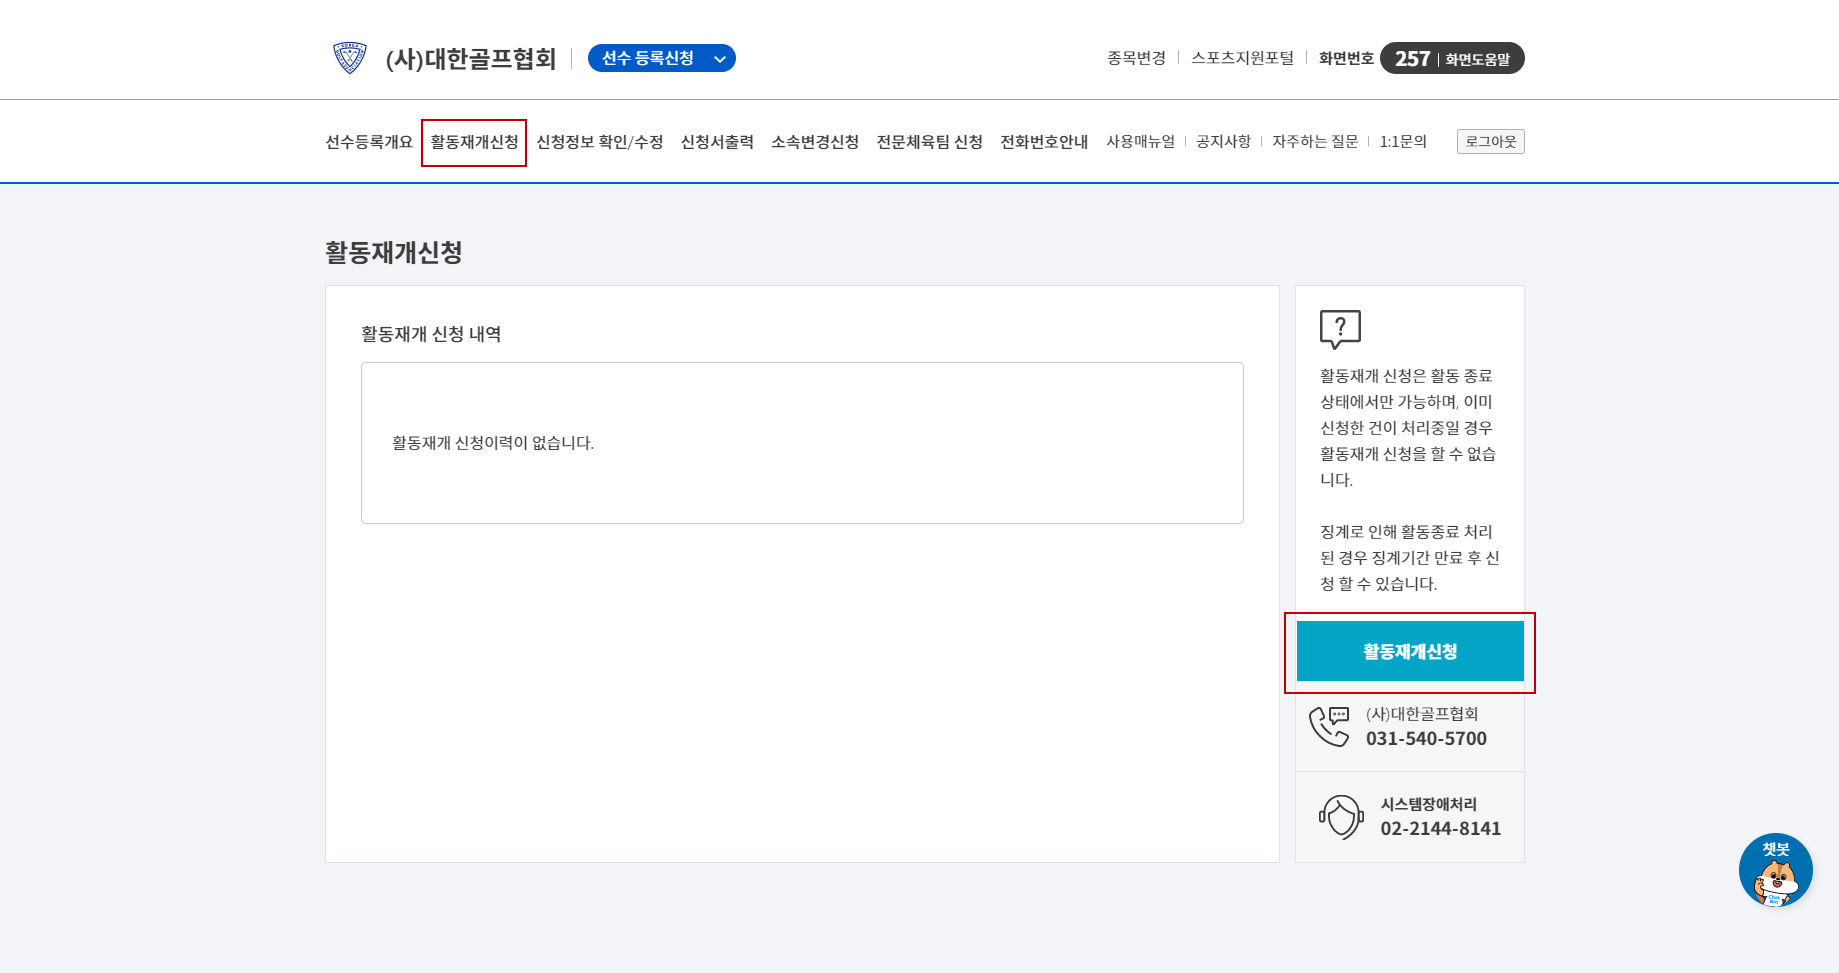 (사)대한골프협회
선수 등록신청
종목변경
스포츠지원포털
화면번호
257
화면도움말
선수등록개요
활동재개신청
신청정보 확인/수정
신청서출력
소속변경신청
전문체육팀 신청
전화번호안내
사용매뉴얼
공지사항
자주하는 질문
1:1문의
로그아웃
활동재개신청
활동재개 신청 내역
활동재개 신청이력이 없습니다.
활동재개 신청은 활동 종료
상태에서만 가능하며, 이미
신청한 건이 처리중일 경우
활동재개 신청을 할 수 없습
니다.
징계로 인해 활동종료 처리
된 경우 징계기간 만료 후 신
청 할 수 있습니다.
활동재개신청
(사)대한골프협회
031-540-5700
시스템장애처리
02-2144-8141
챗봇